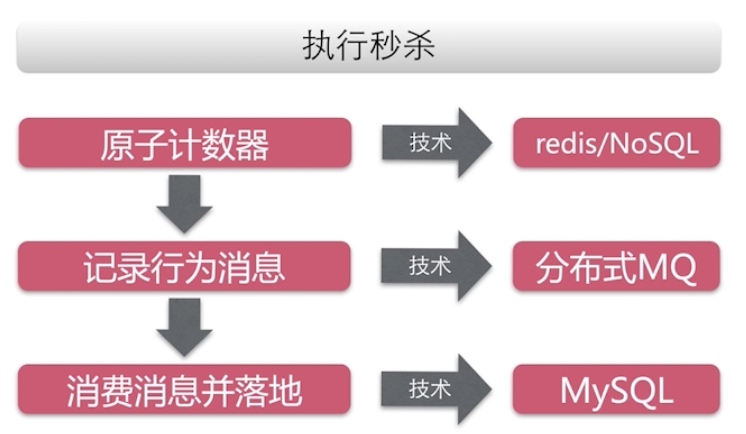 执行秒杀
原子计数器
技术
redis/NoSQL
记录行为消息
技术
分布式MQ
消费消息并落地
技术
MySQL